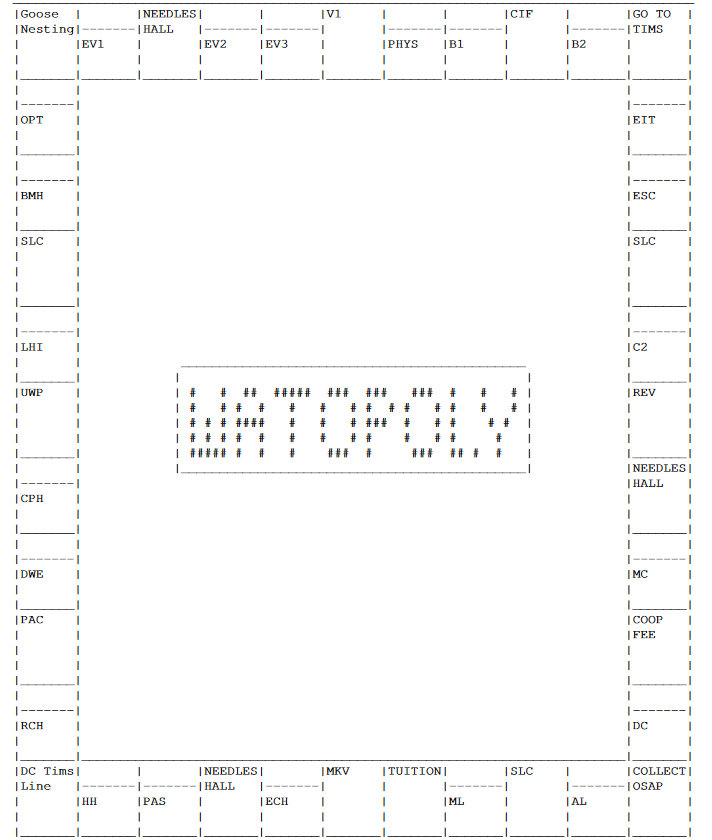 Goose NEEDLES V1 CIF GO TO
Nesting HALL TIMS
EV1 EV2 EV3 PHYS B1 B2
OPT EIT
BMH ESC
SLC SLC
LHI C2
UWP REV
WATOPOLY
NEEDLES
HALL
CPH
DWE MC
PAC COOP
FEE
RCH DC
DC Tims NEEDLES MKV TUITION SLC COLLECT
Line HALL OSAP
HH PAS ECH ML AL